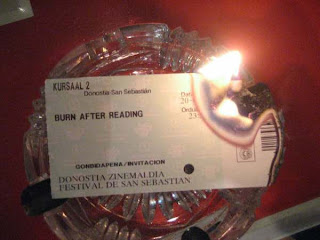 KURSAAL 2
Donostia San Sebastián
BURN AFTER READING
GONBIDAPENA/INVITACION
DONOSTIA ZINEMALDIA
FESTIVAL DE SAN SEBASTIAN